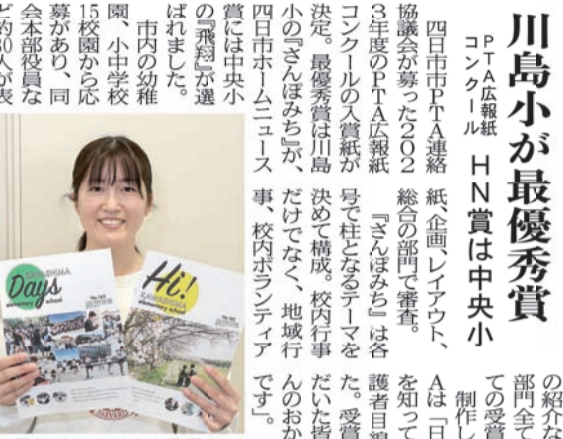 川島小が最優秀賞
PTA広報紙
コンクール
HN賞は中央小
四日市市PTA連絡
協議会が募った202
3年度のPTA広報紙
コンクールの入賞紙が
決定。最優秀賞は川島
小の『さんぽみち』が、
四日市ホームニュース
賞には中央小
の『飛翔』が選
ばれました。
市内の幼稚
園、小中学校
15校園から応
募があり、同
会本部役員な
人が表
紙、企画、レイアウト、
総合の部門で審査。
『さんぽみち』は各
号で柱となるテーマを
決めて構成。校内行事
だけでなく、地域行
事、校内ボランティア
の紹介な
部門全て
ての受賞
制作し
Aは「日
を知って
護者目線
た。受賞
だいた皆
んのおか
です」。
KAWASHIMA
Days
elementary school
Hi!
KAWASHIMA
elementary school